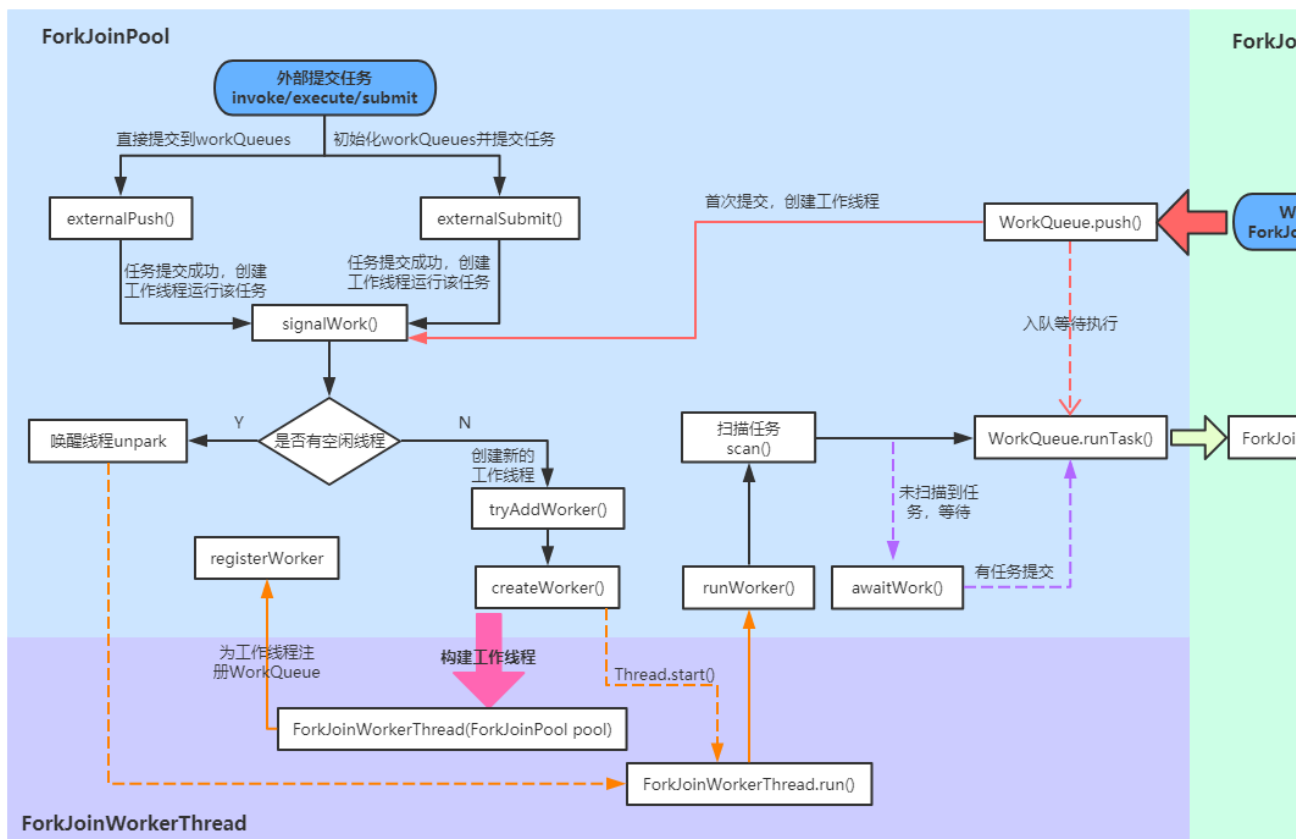 ForkJoinPool
ForkJo
外部提交任务
invoke/execute/submit
直接提交到workQueues
初始化workQueues并提交任务
externalPush()
externalSubmit()
首次提交，创建工作线程
WorkQueue.push()
W
ForkJo
任务提交成功，创建
工作线程运行该任务
任务提交成功，创建
工作线程运行该任务
signalWork()
入队等待执行
唤醒线程unpark
Y
是否有空闲线程
N
扫描任务
scan()
WorkQueue.runTask()
ForkJoi
创建新的
工作线程
未扫描到任
务，等待
tryAddWorker()
registerWorker
createWorker()
runWorker()
awaitWork()
有任务提交
为工作线程注
册WorkQueue
构建工作线程
Thread.start()
ForkJoinWorkerThread(ForkJoinPool pool)
ForkJoinWorkerThread.run()
ForkJoinWorkerThread